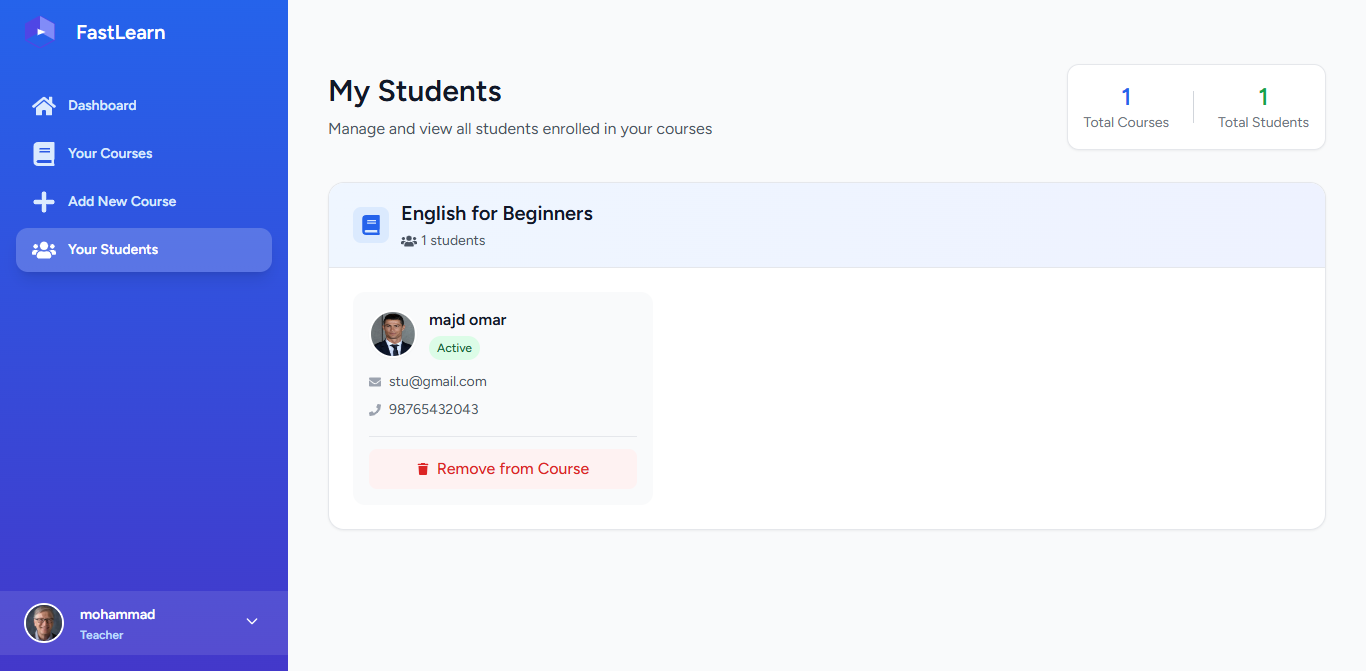 FastLearn
Dashboard
Your Courses
Add New Course
Your Students
mohammad
Teacher
My Students
Manage and view all students enrolled in your courses
1
Total Courses
1
Total Students
English for Beginners
1 students
majd omar
Active
stu@gmail.com
98765432043
Remove from Course